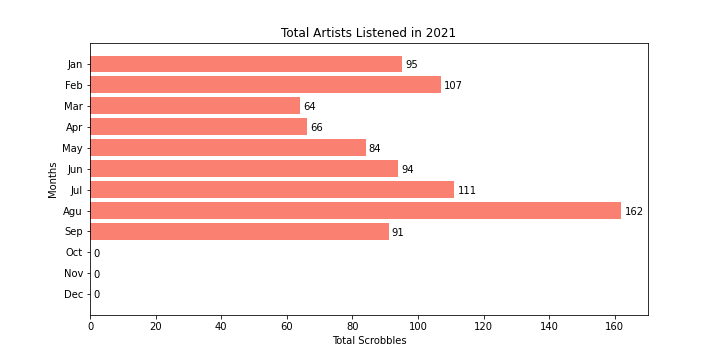 Total Artists Listened in 2021
Months
Jan 95
Feb 107
Mar 64
Apr 66
May 84
Jun 94
Jul 111
Agu 162
Sep 91
Oct 0
Nov 0
Dec 0
0 20 40 60 80 100 120 140 160
Total Scrobbles